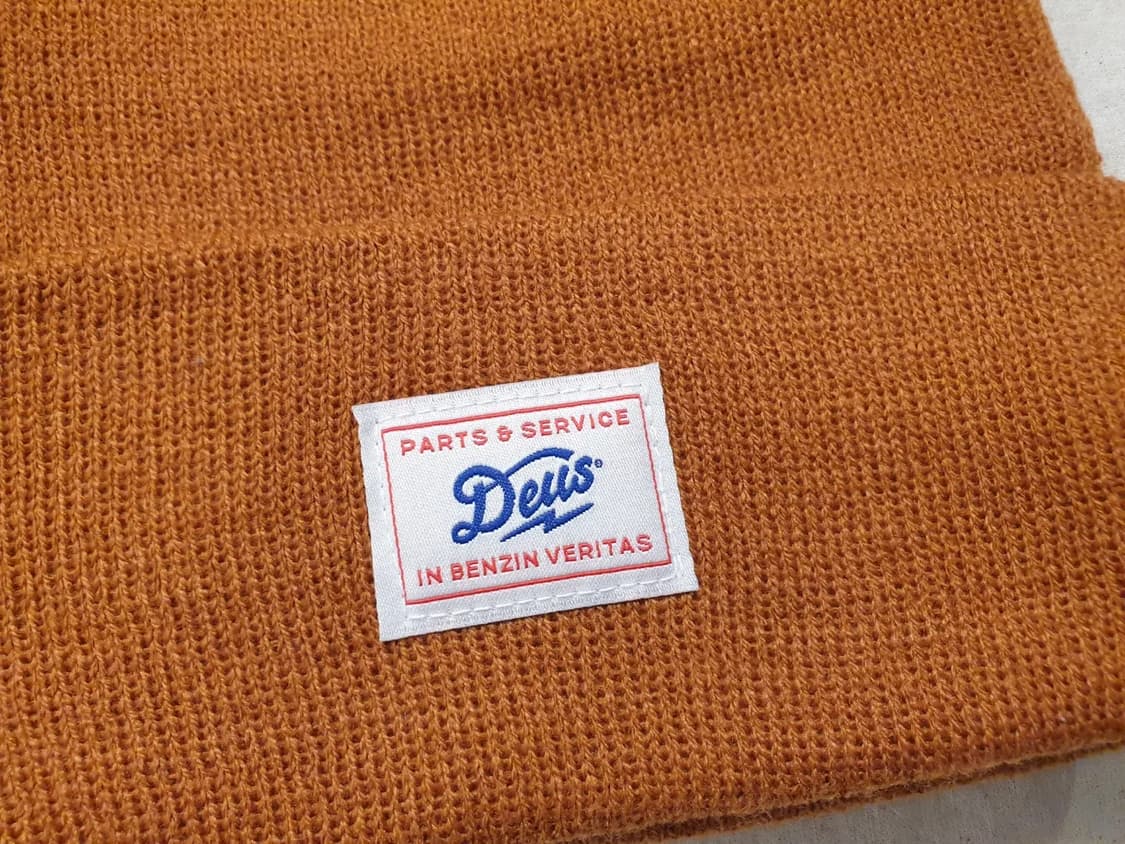 PARTS & SERVICE
Deus®
IN BENZIN VERITAS